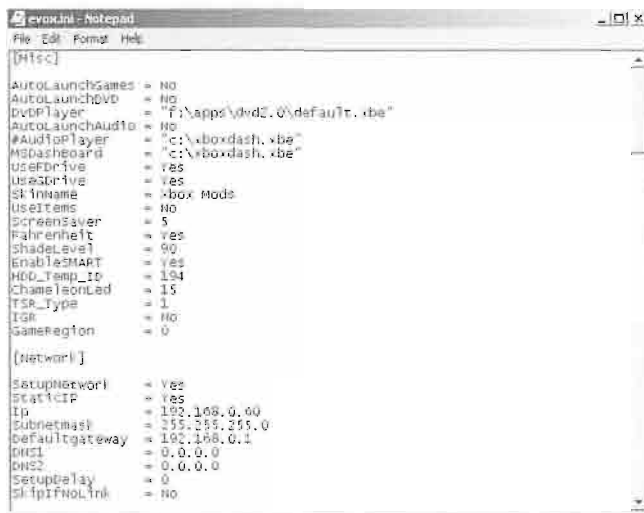 evox.ini - Notepad
File Edit Format Help
[Misc]
AutoLaunchGames = No
AutoLaunchDVD = No
DVDPlayer = "f:\apps\dvd2.0\default.xbe"
AutoLaunchAudio = No
#AudioPlayer = "c:\xboxdash.xbe"
MSDashBoard = "c:\xboxdash.xbe"
UseFDrive = Yes
UseGDrive = Yes
SkinName = Xbox Mods
UseItems = No
ScreenSaver = 5
Fahrenheit = Yes
ShadeLevel = 90
EnableSMART = Yes
HDD_Temp_ID = 194
ChameleonLed = 15
TSR_Type = 1
IGR = No
GameRegion = 0
[Network]
SetupNetwork = Yes
StaticIP = Yes
Ip = 192.168.0.60
Subnetmask = 255.255.255.0
Defaultgateway = 192.168.0.1
DNS1 = 0.0.0.0
DNS2 = 0.0.0.0
SetupDelay = 0
SkipIfNoLink = No